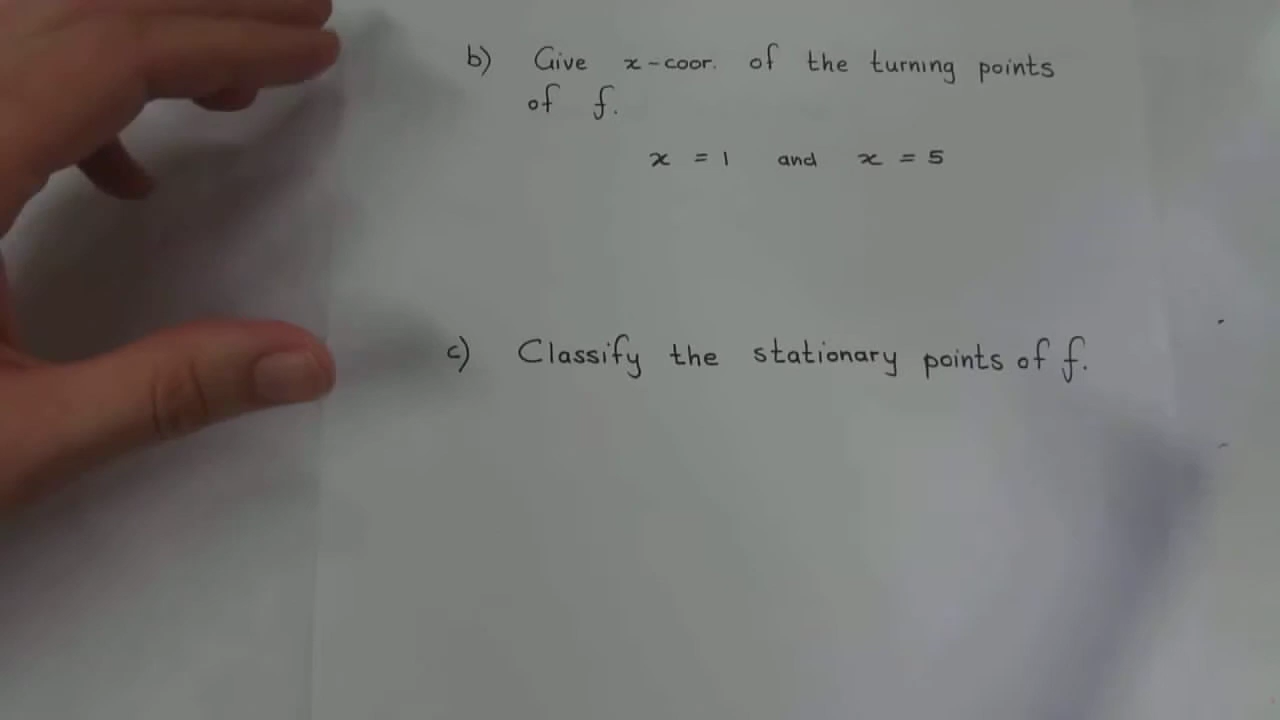 b) Give x-coor. of the turning points
of f.
x = 1 and x = 5
c) Classify the stationary points of f.